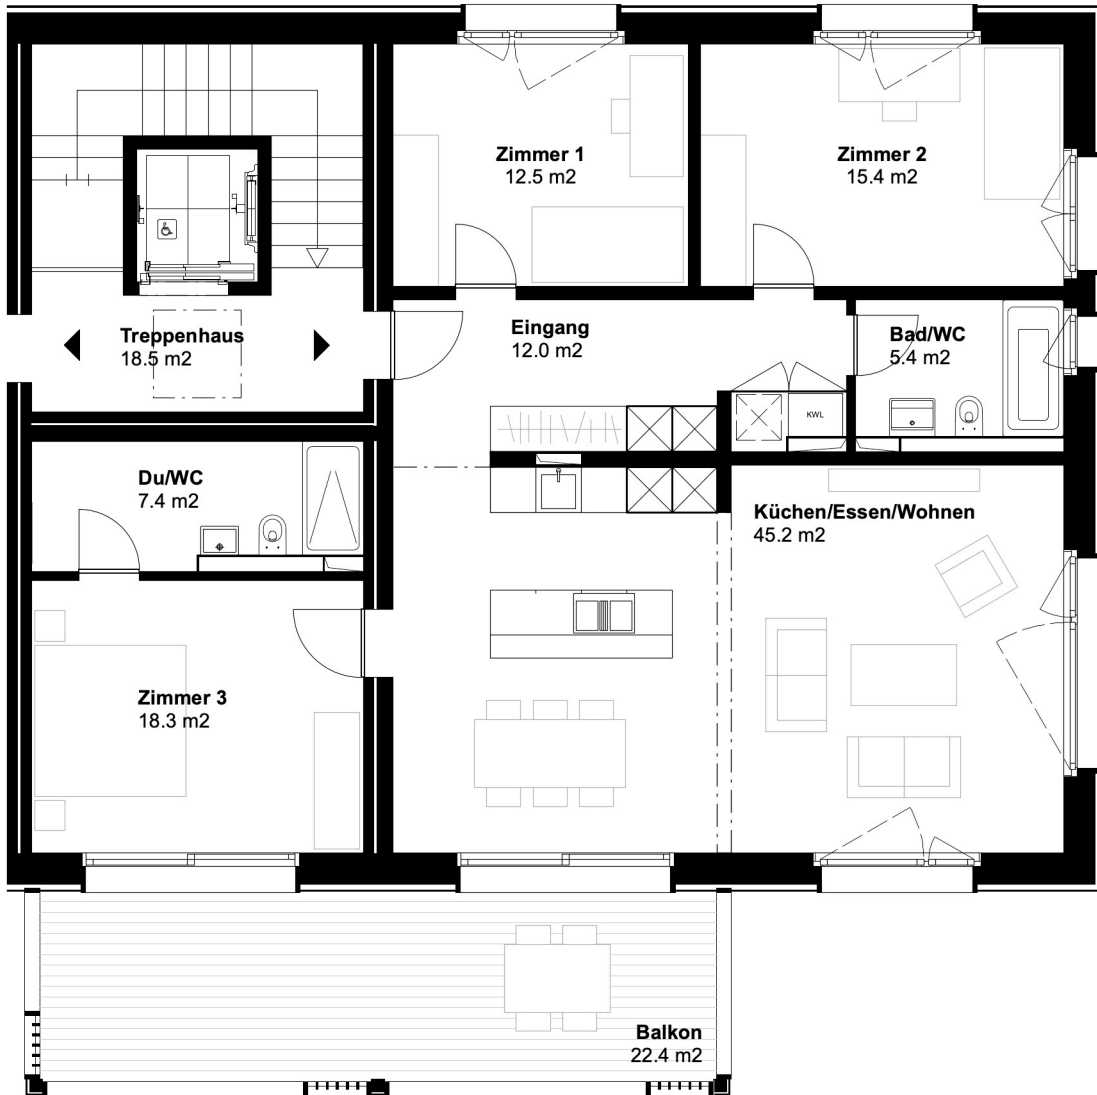 Zimmer 1
12.5 m2
Zimmer 2
15.4 m2
Treppenhaus
18.5 m2
Eingang
12.0 m2
Bad/WC
5.4 m2
KWL
Du/WC
7.4 m2
Küchen/Essen/Wohnen
45.2 m2
Zimmer 3
18.3 m2
Balkon
22.4 m2